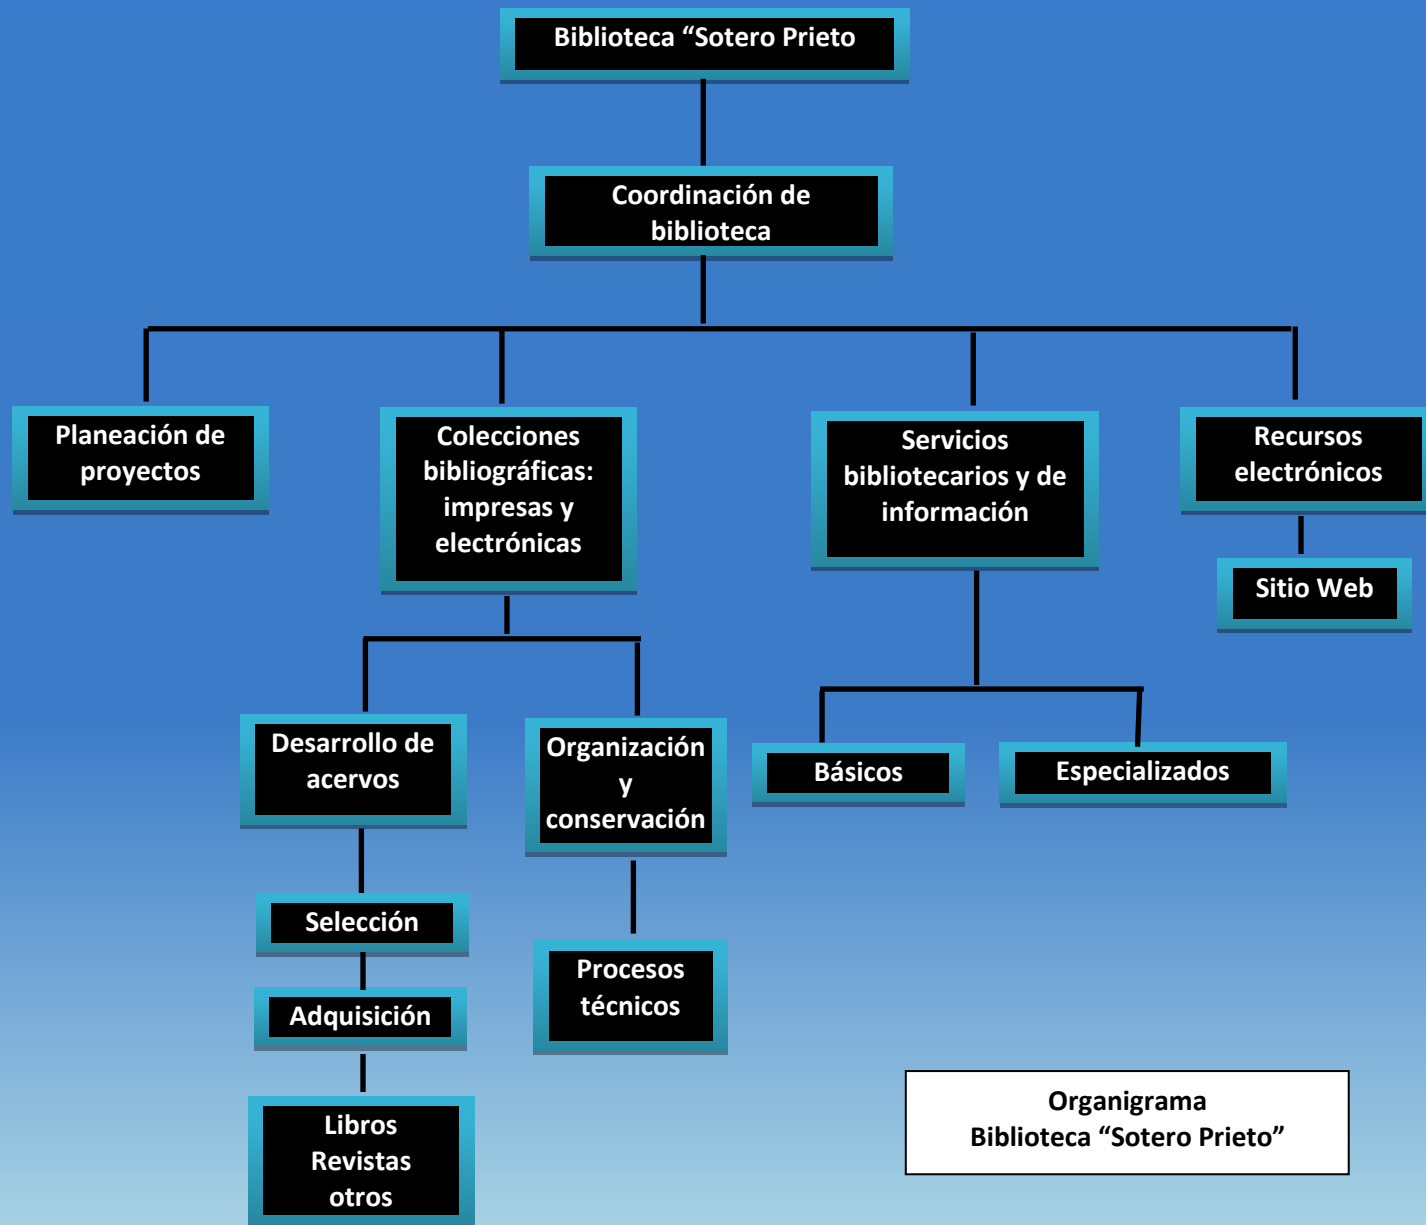 Biblioteca “Sotero Prieto
Coordinación de
biblioteca
Planeación de
proyectos
Colecciones
bibliográficas:
impresas y
electrónicas
Servicios
bibliotecarios y de
información
Recursos
electrónicos
Sitio Web
Desarrollo de
acervos
Organización
y
conservación
Básicos
Especializados
Selección
Adquisición
Procesos
técnicos
Libros
Revistas
otros
Organigrama
Biblioteca “Sotero Prieto”